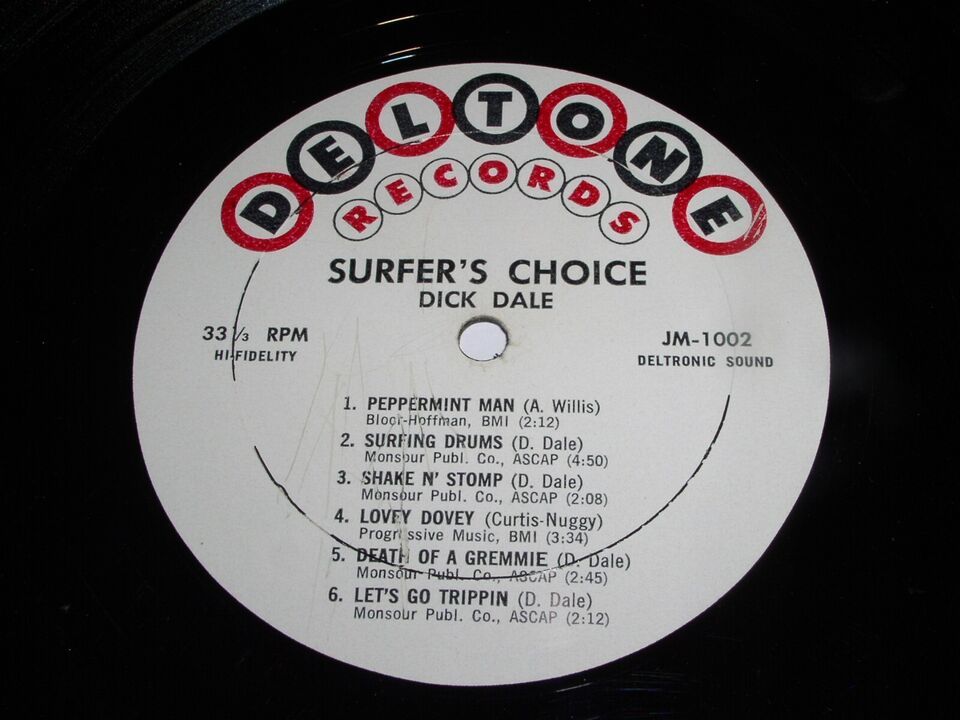 DELTONE
RECORDS
SURFER'S CHOICE
DICK DALE
33 ⅓ RPM
HI-FIDELITY
JM-1002
DELTRONIC SOUND
1. PEPPERMINT MAN (A. Willis)
Bloor-Hoffman, BMI (2:12)
2. SURFING DRUMS (D. Dale)
Monsour Publ. Co., ASCAP (4:50)
3. SHAKE N' STOMP (D. Dale)
Monsour Publ. Co., ASCAP (2:08)
4. LOVEY DOVEY (Curtis-Nuggy)
Progressive Music, BMI (3:34)
5. DEATH OF A GREMMIE (D. Dale)
Monsour Publ. Co., ASCAP (2:45)
6. LET'S GO TRIPPIN (D. Dale)
Monsour Publ. Co., ASCAP (2:12)